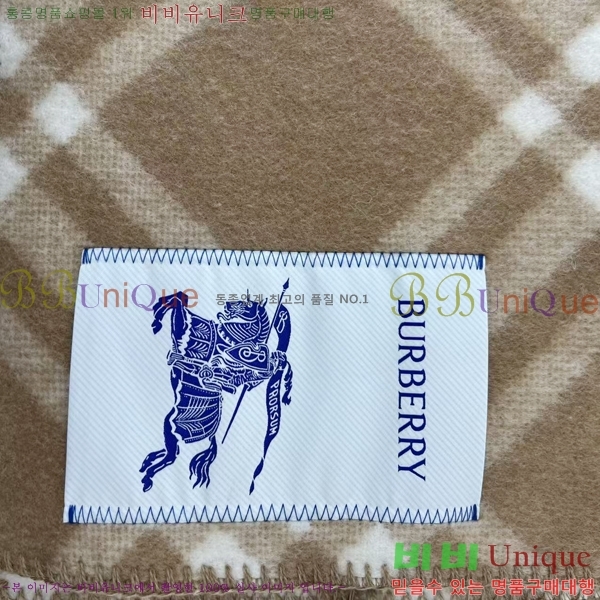 홍콩명품쇼핑몰 1위 비비유니크 명품구매대행
BBUniQue
동종업계 최고의 품질 NO.1
BBUniQue
BURBERRY
PRORSUM
비비 Unique
믿을수 있는 명품구매대행